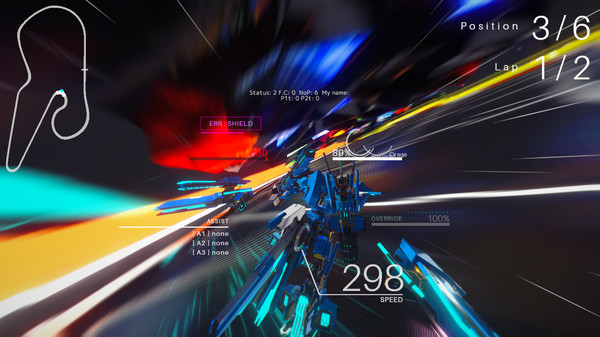 Position 3/6
Lap 1/2
Status: 2 F.C: 0 NoP: 6 My name:
P1t: 0 P2t: 0
ERR:SHIELD
89%
ASSIST
[A1] none
[A2] none
[A3] none
OVERRIDE 100%
298
SPEED